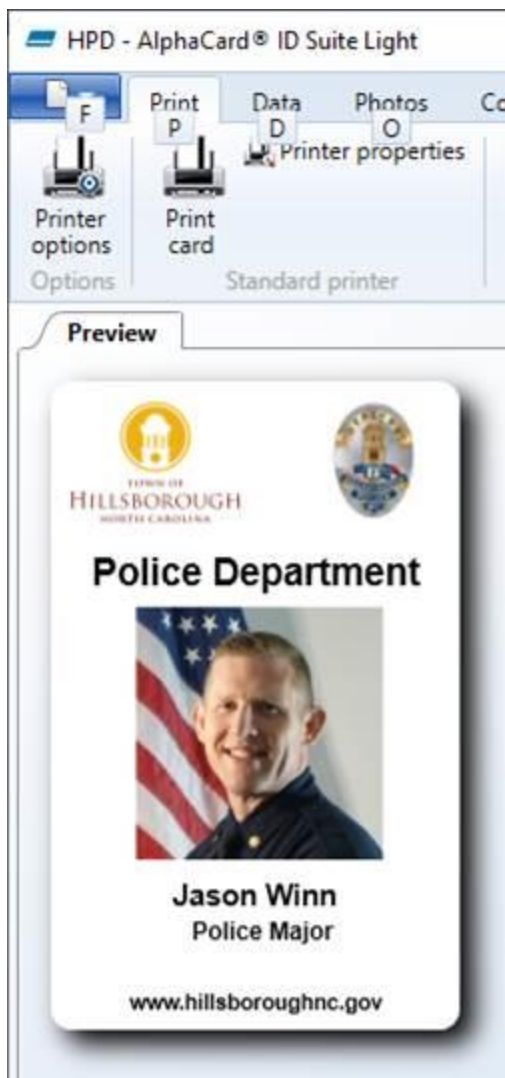 HPD - AlphaCard® ID Suite Light
F
Print
Data
Photos
Co
P
D
O
Printer properties
Printer
options
Print
card
Options
Standard printer
Preview
TOWN OF
HILLSBOROUGH
NORTH CAROLINA
Police Department
Jason Winn
Police Major
www.hillsboroughnc.gov